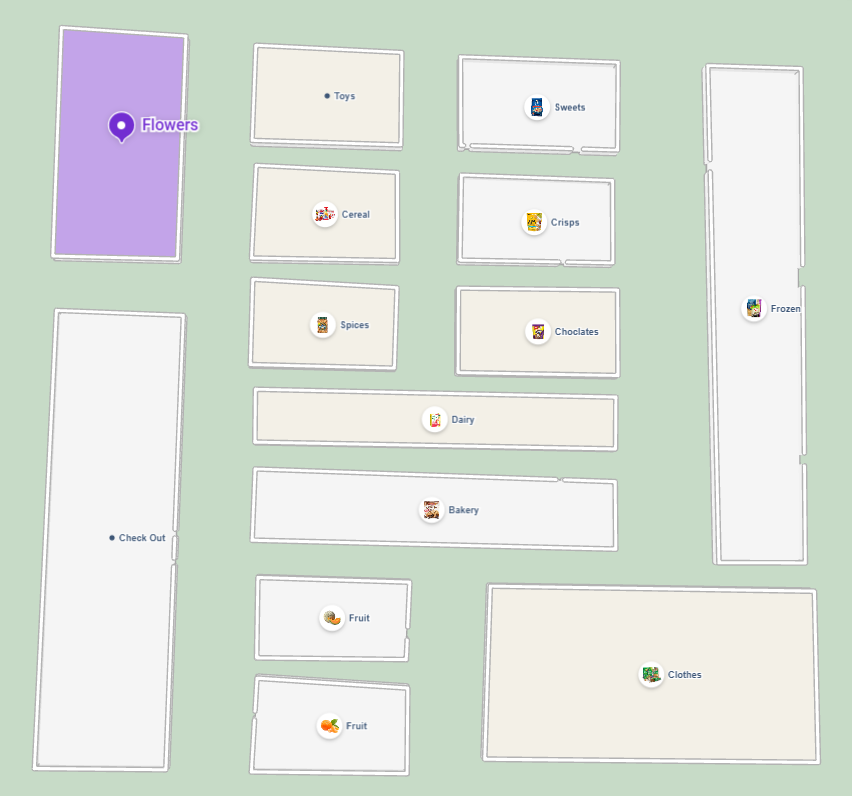 Flowers
Toys
Sweets
Cereal
Crisps
Spices
Choclates
Frozen
Dairy
Bakery
Check Out
Fruit
Clothes
Fruit